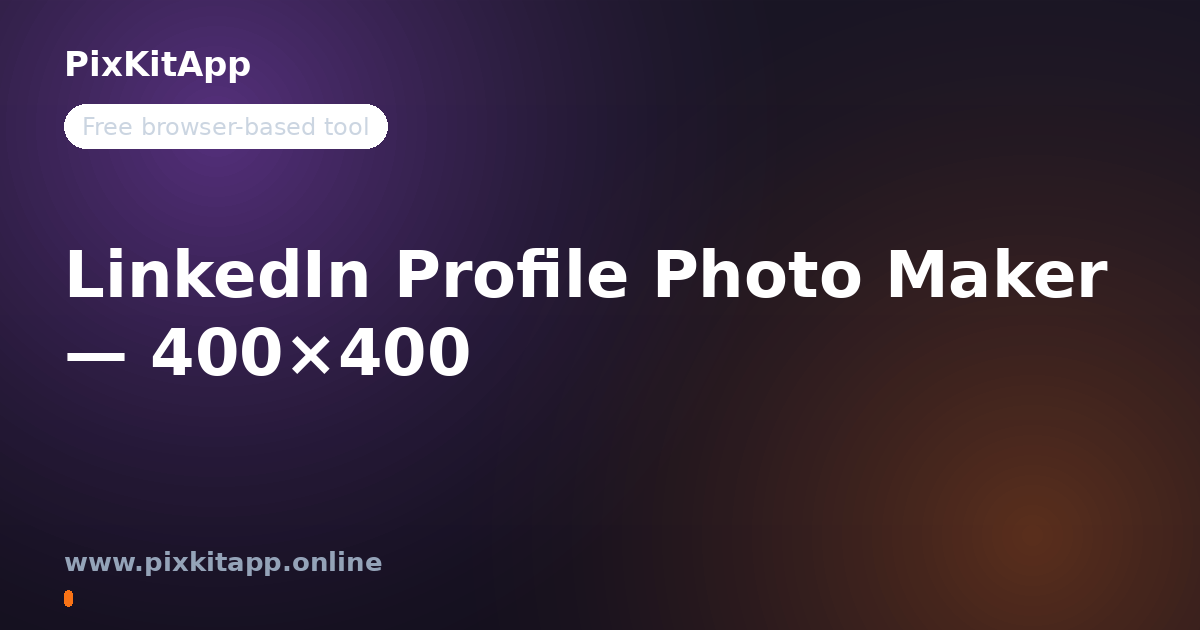 PixKitApp
Free browser-based tool
LinkedIn Profile Photo Maker
— 400×400
www.pixkitapp.online